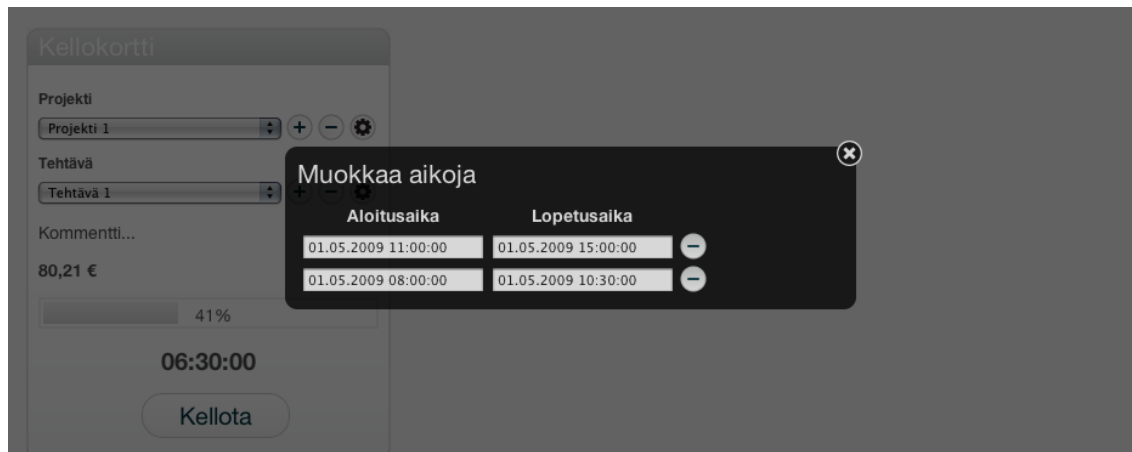 Kellokortti
Projekti
Projekti 1
Tehtävä
Tehtävä 1
Kommentti...
80,21 €
41%
06:30:00
Kellota
Muokkaa aikoja
Aloitusaika Lopetusaika
01.05.2009 11:00:00 01.05.2009 15:00:00
01.05.2009 08:00:00 01.05.2009 10:30:00